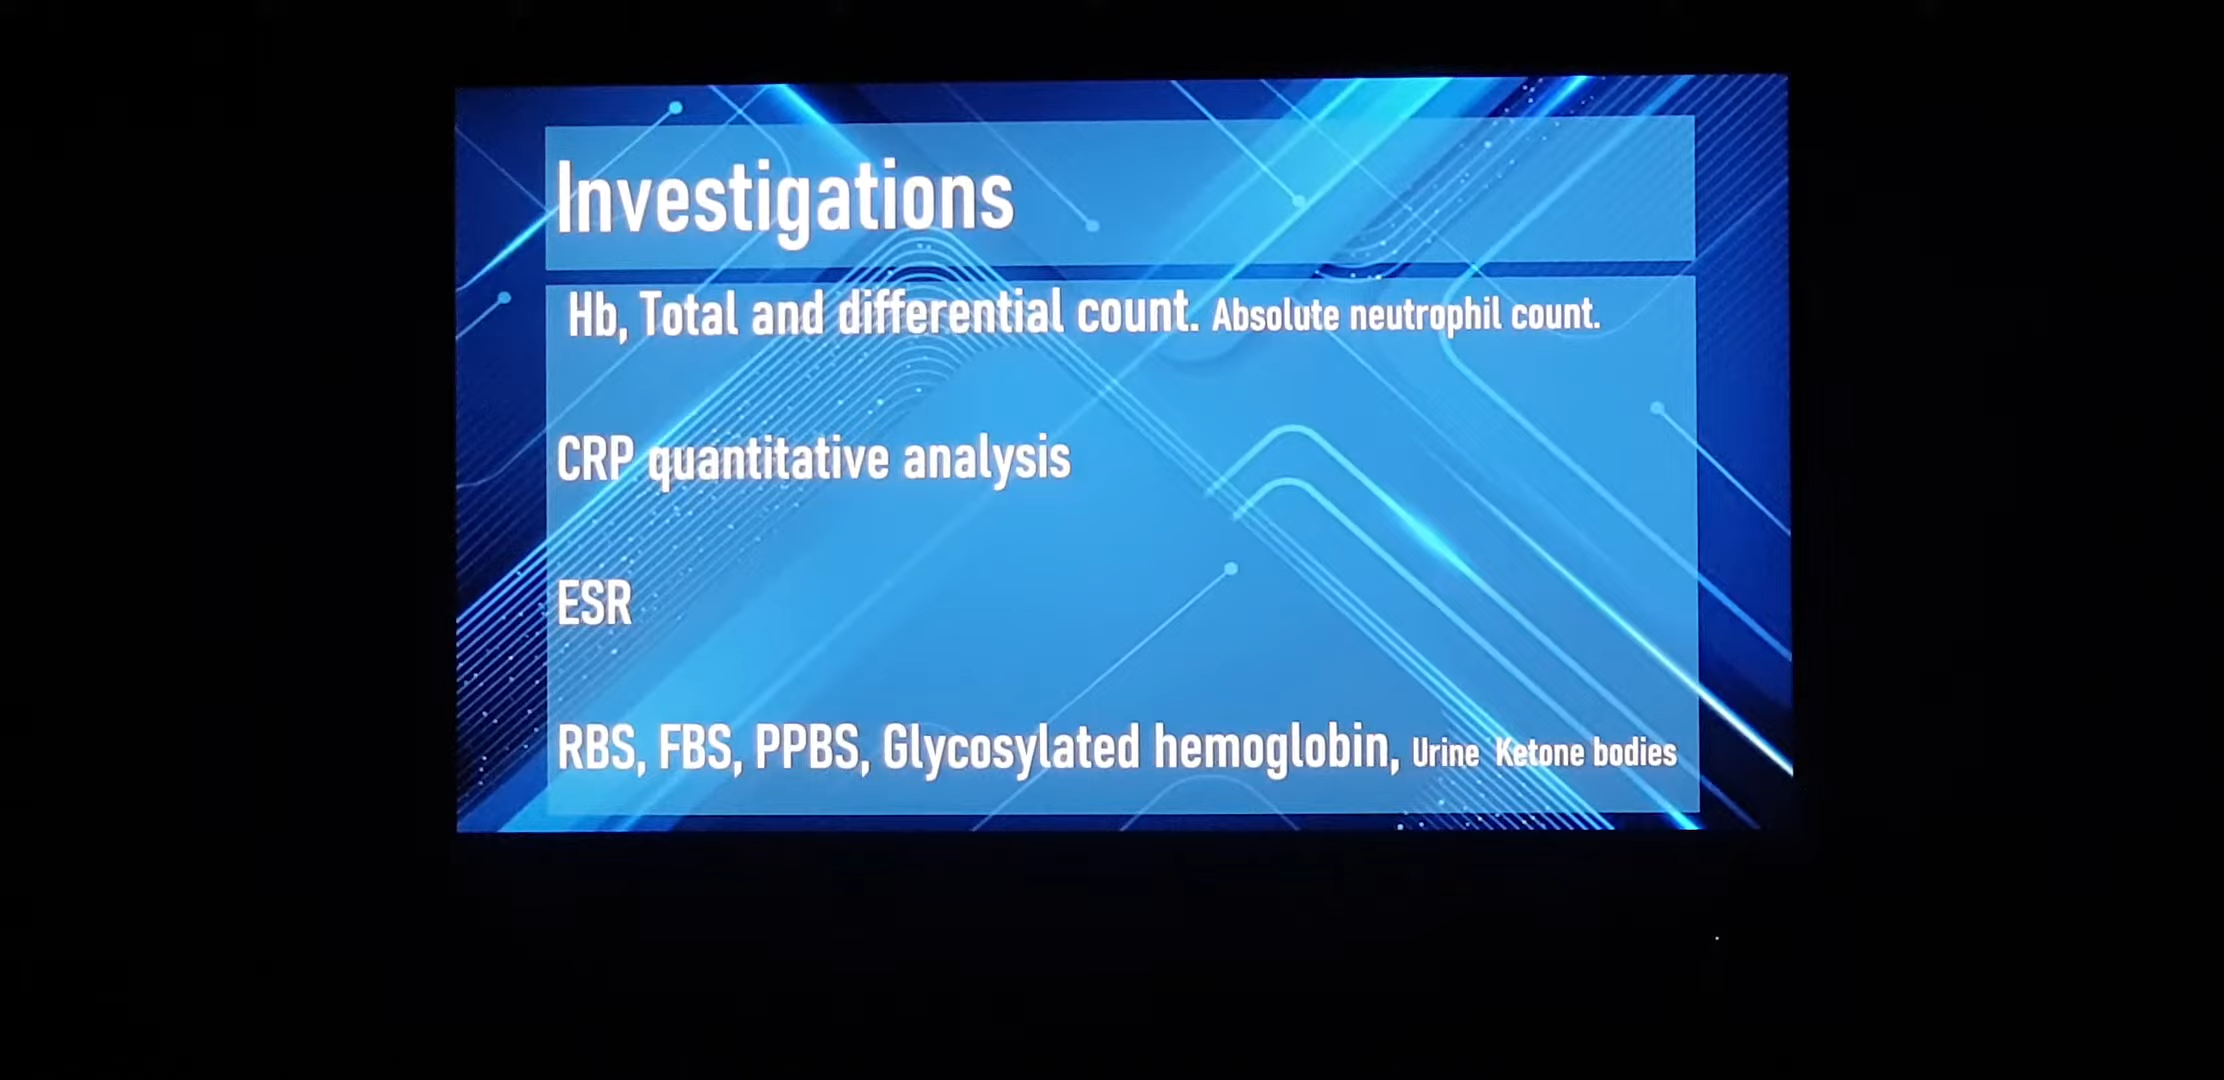 Investigations
Hb, Total and differential count. Absolute neutrophil count.
CRP quantitative analysis
ESR
RBS, FBS, PPBS, Glycosylated hemoglobin, Urine Ketone bodies